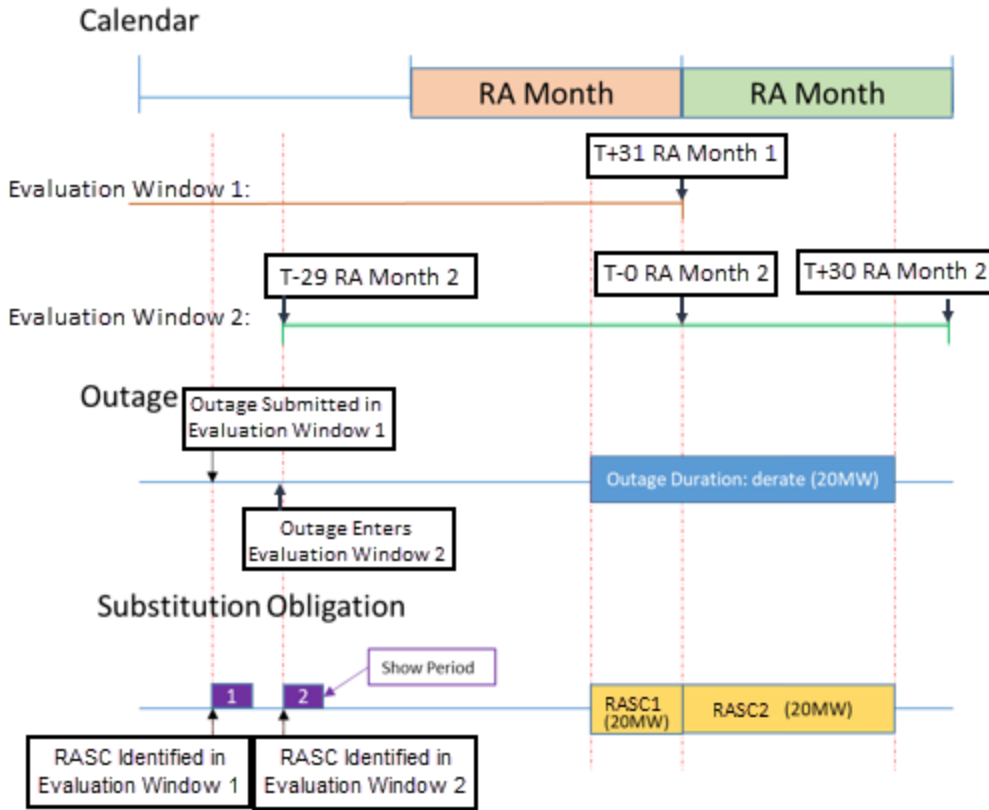 Calendar
RA Month
RA Month
T+31 RA Month 1
Evaluation Window 1:
T-29 RA Month 2
T-0 RA Month 2
T+30 RA Month 2
Evaluation Window 2:
Outage
Outage Submitted in
Evaluation Window 1
Outage Duration: derate (20MW)
Outage Enters
Evaluation Window 2
Substitution Obligation
Show Period
1
2
RASC1
(20MW)
RASC2 (20MW)
RASC Identified in
Evaluation Window 1
RASC Identified in
Evaluation Window 2